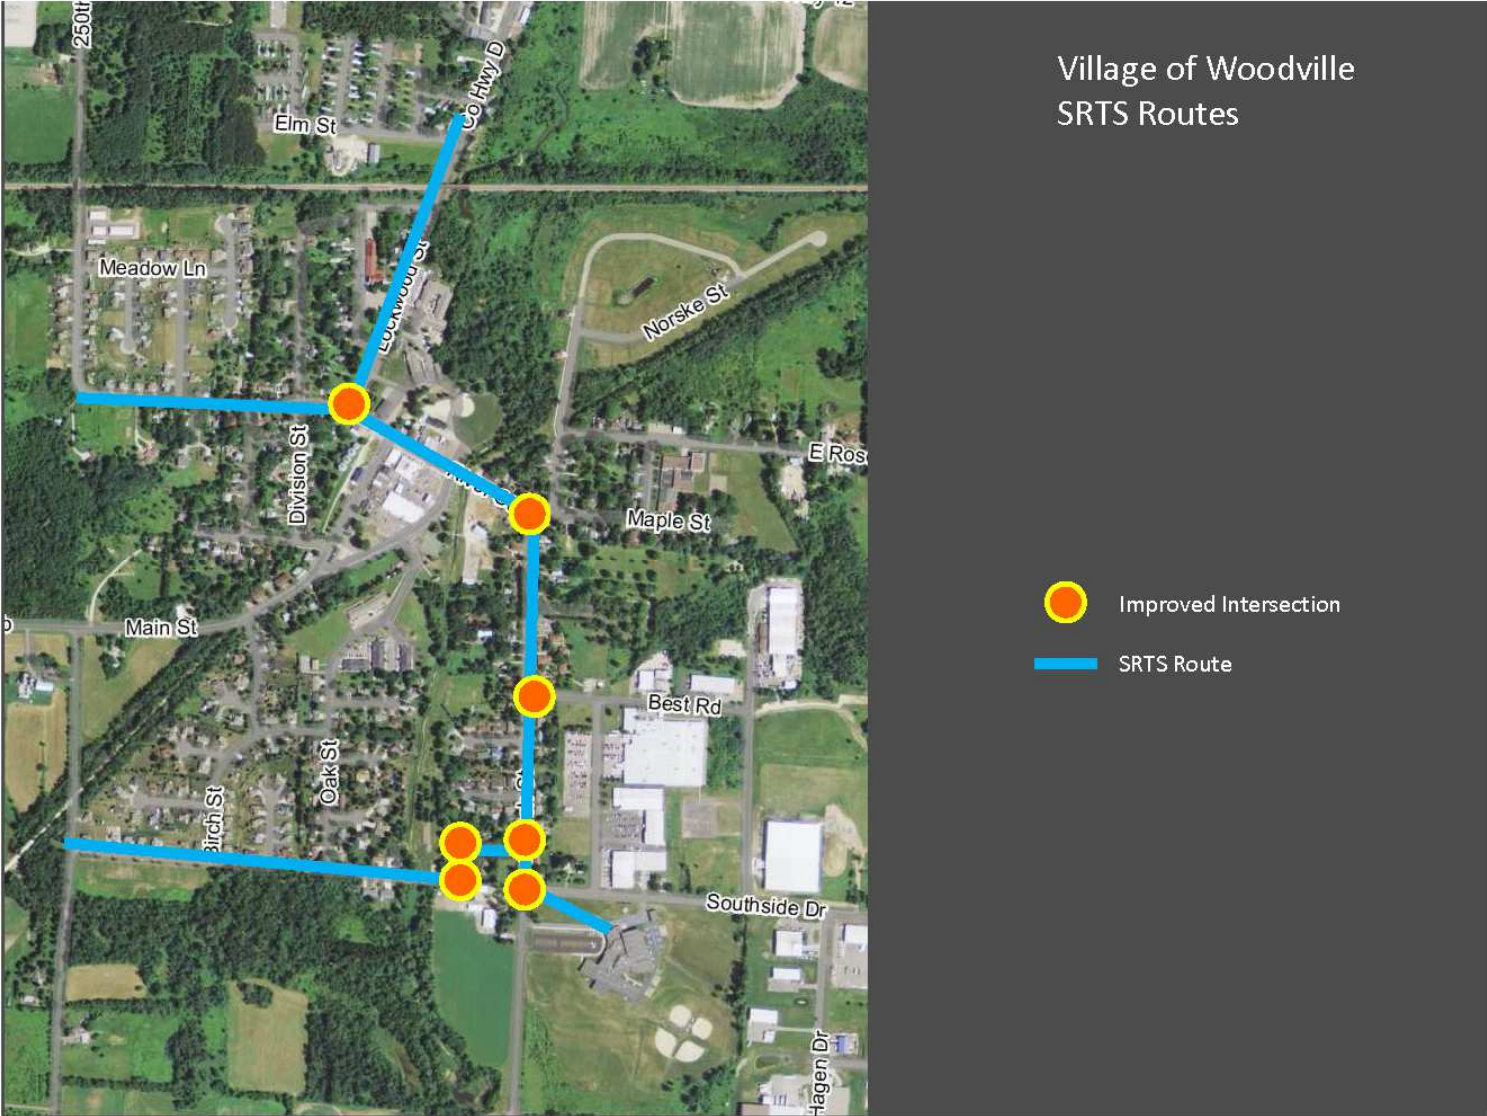 Village of Woodville
SRTS Routes
250th
Co Hwy D
Elm St
Meadow Ln
Lockwood St
Norske St
Division St
River
E Ros
Maple St
Main St
Improved Intersection
SRTS Route
Best Rd
Oak St
Birch St
Southside Dr
Hagen Dr